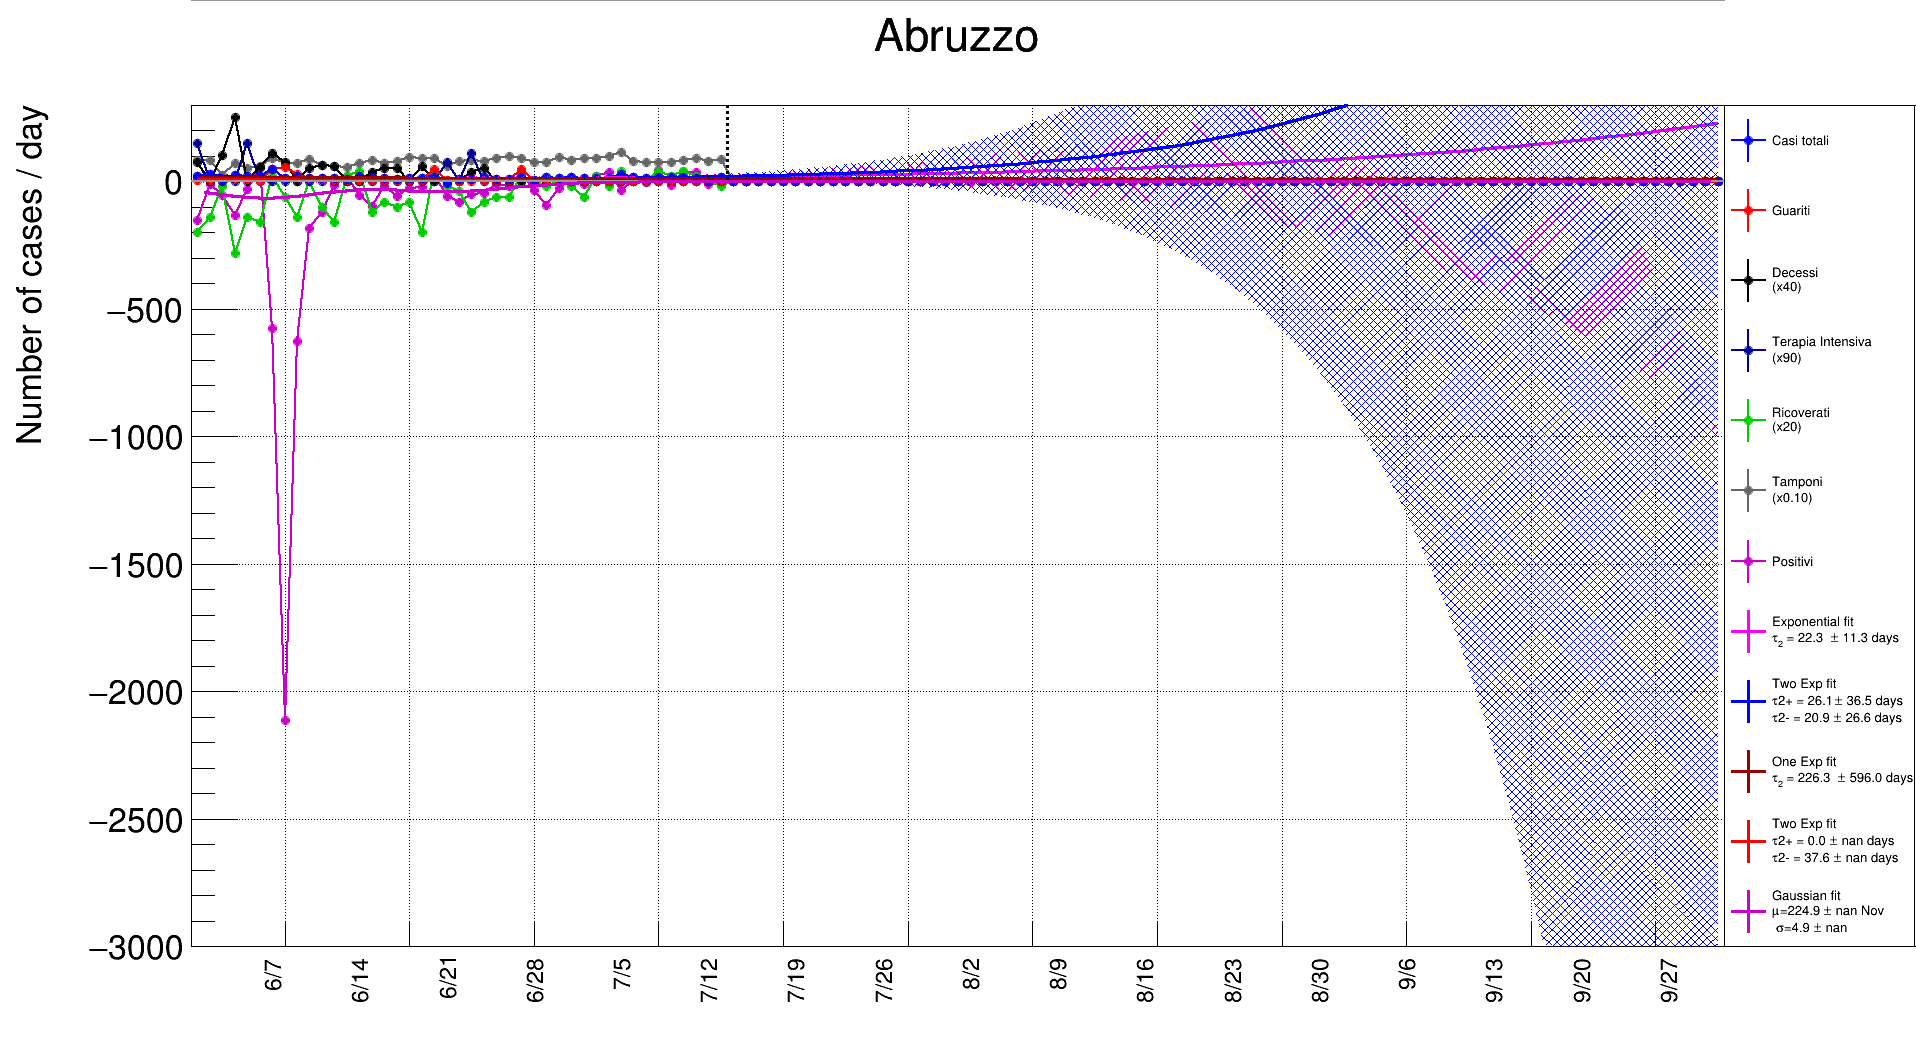 Abruzzo
Number of cases / day
0
−500
−1000
−1500
−2000
−2500
−3000
6/7
6/14
6/21
6/28
7/5
7/12
7/19
7/26
8/2
8/9
8/16
8/23
8/30
9/6
9/13
9/20
9/27
Casi totali
Guariti
Decessi
(x40)
Terapia Intensiva
(x90)
Ricoverati
(x20)
Tamponi
(x0.10)
Positivi
Exponential fit
τ2 = 22.3 ± 11.3 days
Two Exp fit
τ2+ = 26.1 ± 36.5 days
τ2- = 20.9 ± 26.6 days
One Exp fit
τ2 = 226.3 ± 596.0 days
Two Exp fit
τ2+ = 0.0 ± nan days
τ2- = 37.6 ± nan days
Gaussian fit
μ=224.9 ± nan Nov
σ=4.9 ± nan